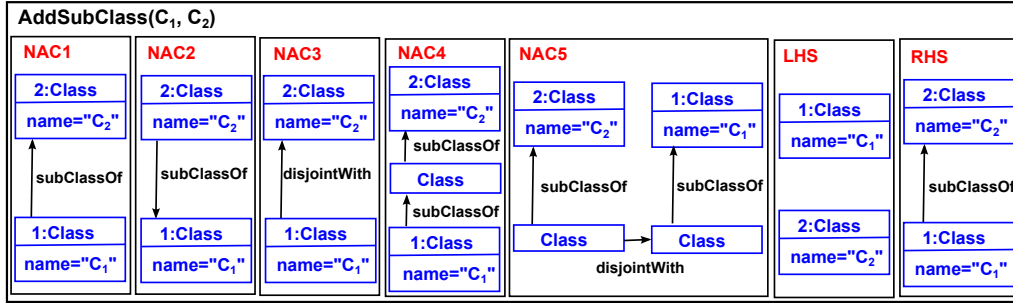 AddSubClass(C₁, C₂)
NAC1
2:Class
name="C₂"
subClassOf
1:Class
name="C₁"
NAC2
2:Class
name="C₂"
subClassOf
1:Class
name="C₁"
NAC3
2:Class
name="C₂"
disjointWith
1:Class
name="C₁"
NAC4
2:Class
name="C₂"
subClassOf
Class
subClassOf
1:Class
name="C₁"
NAC5
2:Class
name="C₂"
1:Class
name="C₁"
subClassOf
subClassOf
Class
Class
disjointWith
LHS
1:Class
name="C₁"
2:Class
name="C₂"
RHS
2:Class
name="C₂"
subClassOf
1:Class
name="C₁"